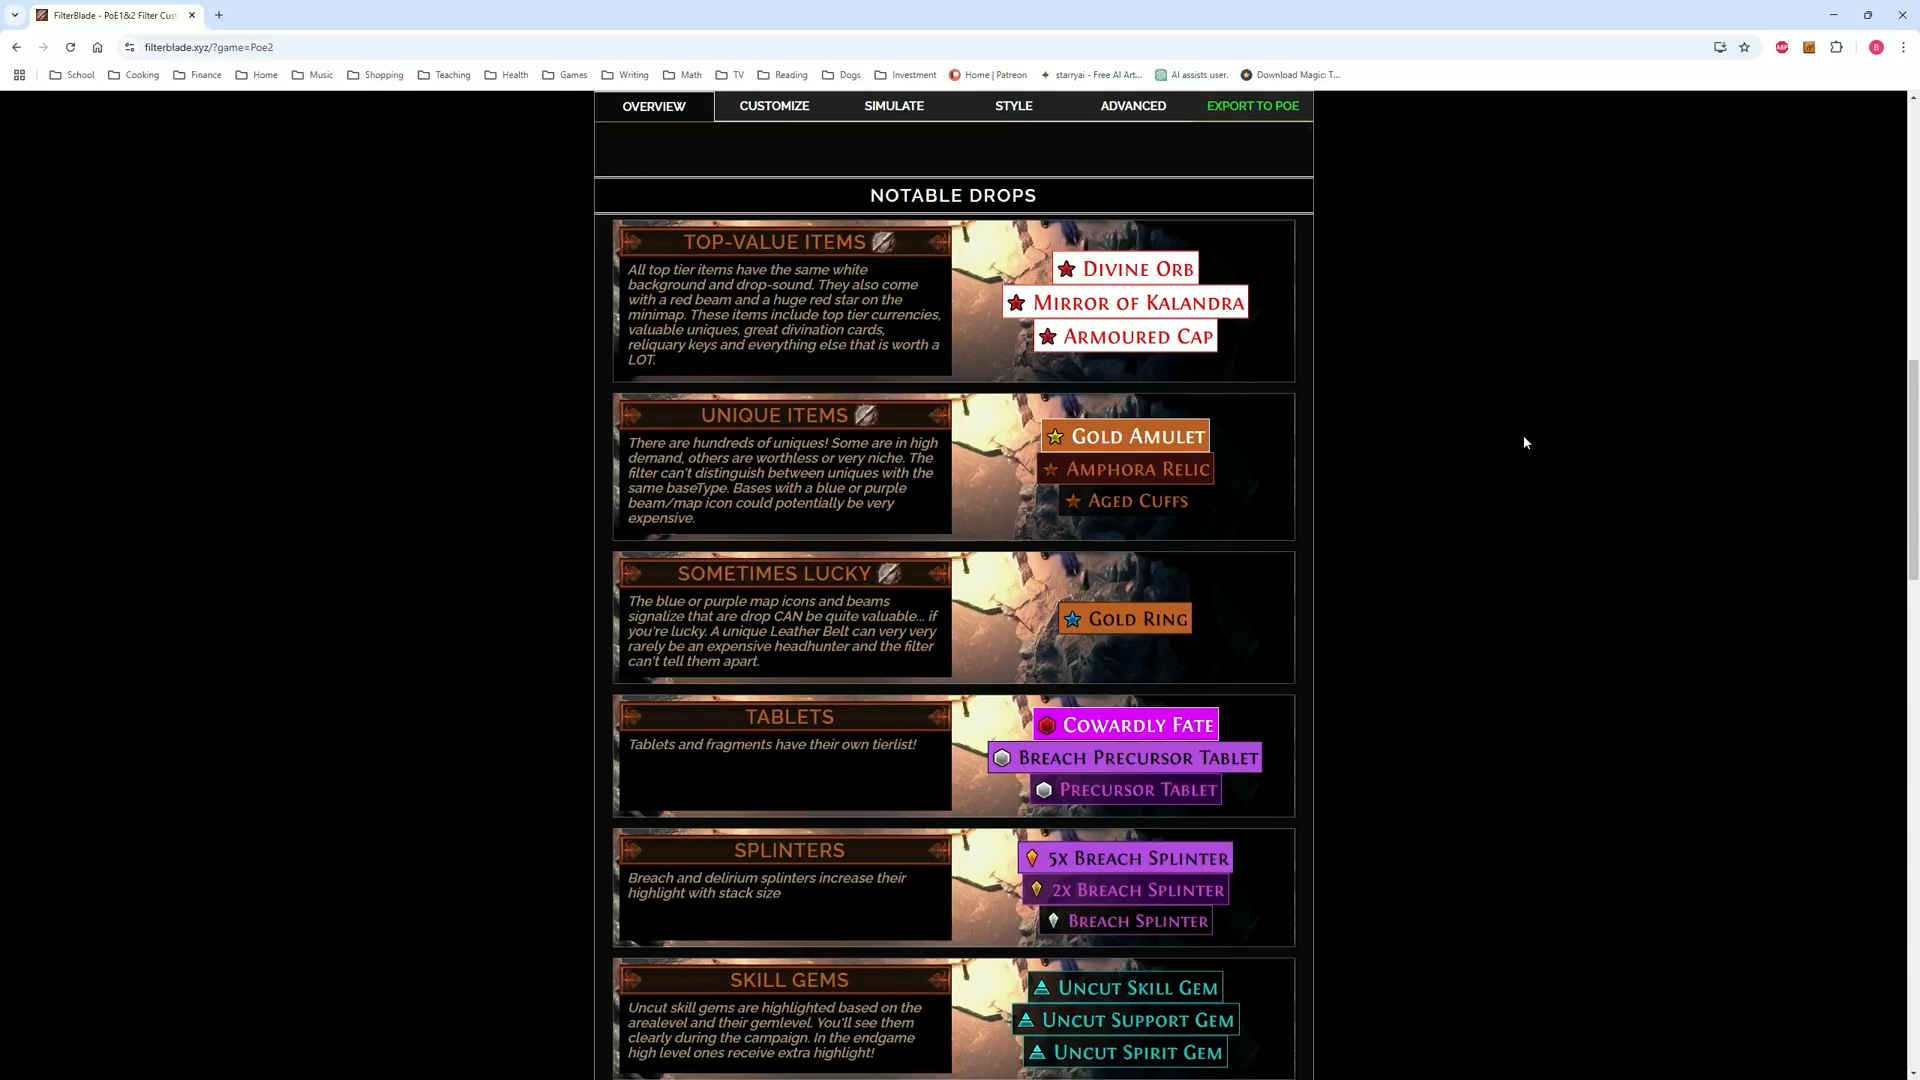 FilterBlade - PoE1&2 Filter Cust
filterblade.xyz/?game=Poe2
ABP
B
School
Cooking
Finance
Home
Music
Shopping
Teaching
Health
Games
Writing
Math
TV
Reading
Dogs
Investment
Home | Patreon
starryai - Free AI Art...
AI assists user.
Download Magic: T...
OVERVIEW
CUSTOMIZE
SIMULATE
STYLE
ADVANCED
EXPORT TO POE
NOTABLE DROPS
TOP-VALUE ITEMS
All top tier items have the same white
background and drop-sound. They also come
with a red beam and a huge red star on the
minimap. These items include top tier currencies,
valuable uniques, great divination cards,
reliquary keys and everything else that is worth a
LOT.
DIVINE ORB
MIRROR OF KALANDRA
ARMOURED CAP
UNIQUE ITEMS
There are hundreds of uniques! Some are in high
demand, others are worthless or very niche. The
filter can't distinguish between uniques with the
same baseType. Bases with a blue or purple
beam/map icon could potentially be very
expensive.
GOLD AMULET
AMPHORA RELIC
AGED CUFFS
SOMETIMES LUCKY
The blue or purple map icons and beams
signalize that are drop CAN be quite valuable... if
you're lucky. A unique Leather Belt can very very
rarely be an expensive headhunter and the filter
can't tell them apart.
GOLD RING
TABLETS
Tablets and fragments have their own tierlist!
COWARDLY FATE
BREACH PRECURSOR TABLET
PRECURSOR TABLET
SPLINTERS
Breach and delirium splinters increase their
highlight with stack size
5X BREACH SPLINTER
2X BREACH SPLINTER
BREACH SPLINTER
SKILL GEMS
Uncut skill gems are highlighted based on the
arealevel and their gemlevel. You'll see them
clearly during the campaign. In the endgame
high level ones receive extra highlight!
UNCUT SKILL GEM
UNCUT SUPPORT GEM
UNCUT SPIRIT GEM